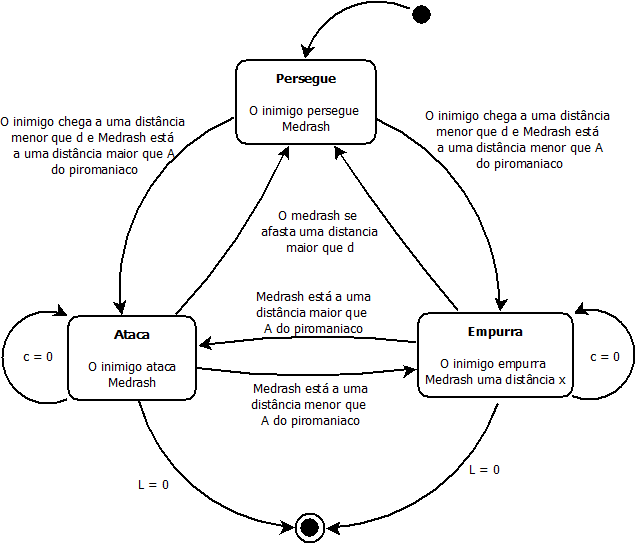 Persegue
O inimigo persegue
Medrash
O inimigo chega a uma distância
menor que d e Medrash está
a uma distância maior que A
do piromaniaco
O inimigo chega a uma distância
menor que d e Medrash está
a uma distância menor que A
do piromaniaco
O medrash se
afasta uma distancia
maior que d
Medrash está a uma
distância maior que
A do piromaniaco
Ataca
O inimigo ataca
Medrash
Empurra
O inimigo empurra
Medrash uma distância x
c = 0
c = 0
Medrash está a uma
distância menor que
A do piromaniaco
L = 0
L = 0